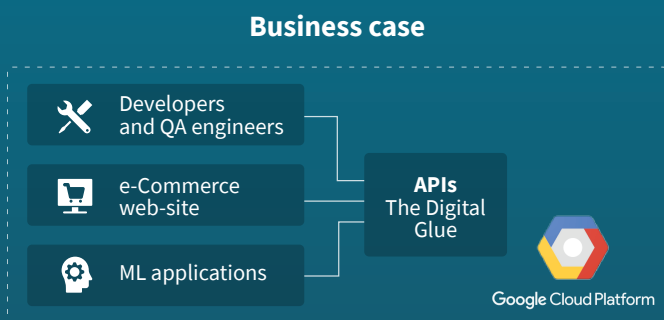 Business case
Developers
and QA engineers
e-Commerce
web-site
ML applications
APIs
The Digital
Glue
Google Cloud Platform